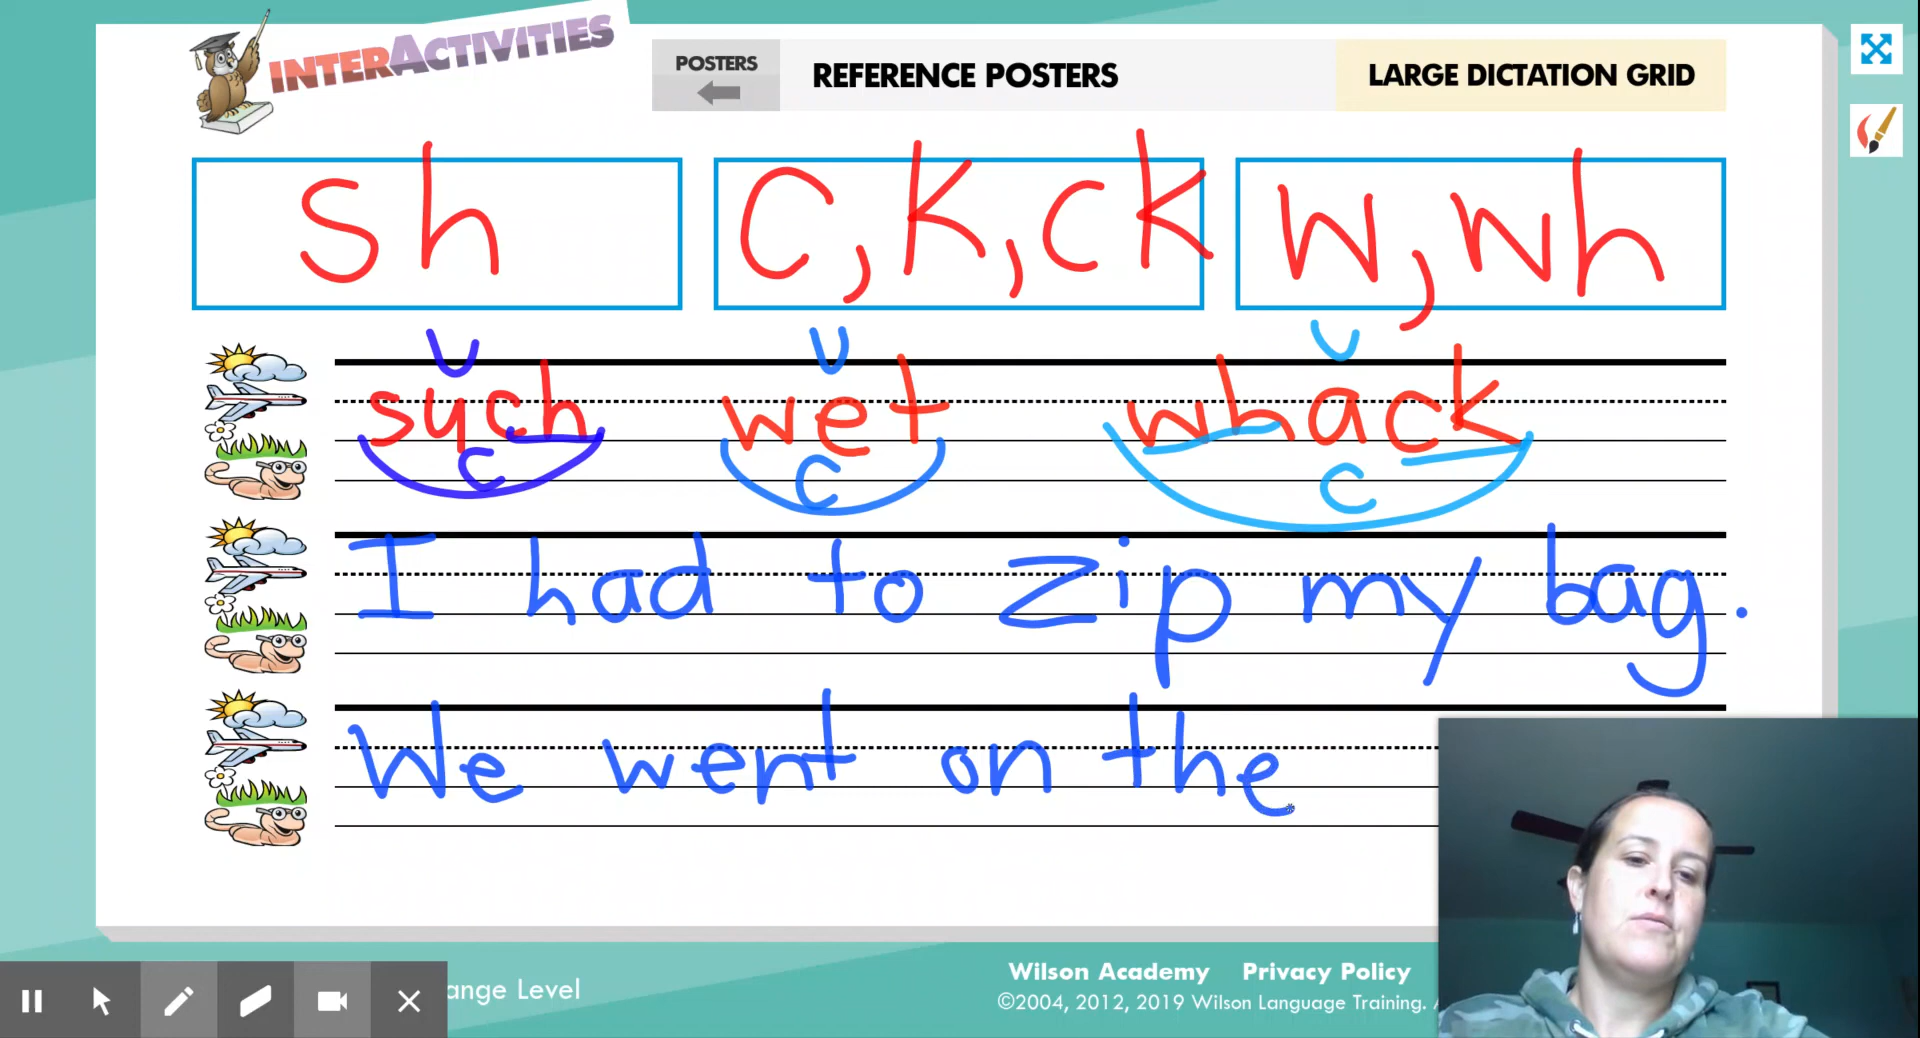 INTERACTIVITIES
POSTERS REFERENCE POSTERS LARGE DICTATION GRID
sh c, k, ck w, wh
u u u
such wet whack
c c c
I had to zip my bag.
We went on the
ange Level
Wilson Academy Privacy Policy
©2004, 2012, 2019 Wilson Language Training.